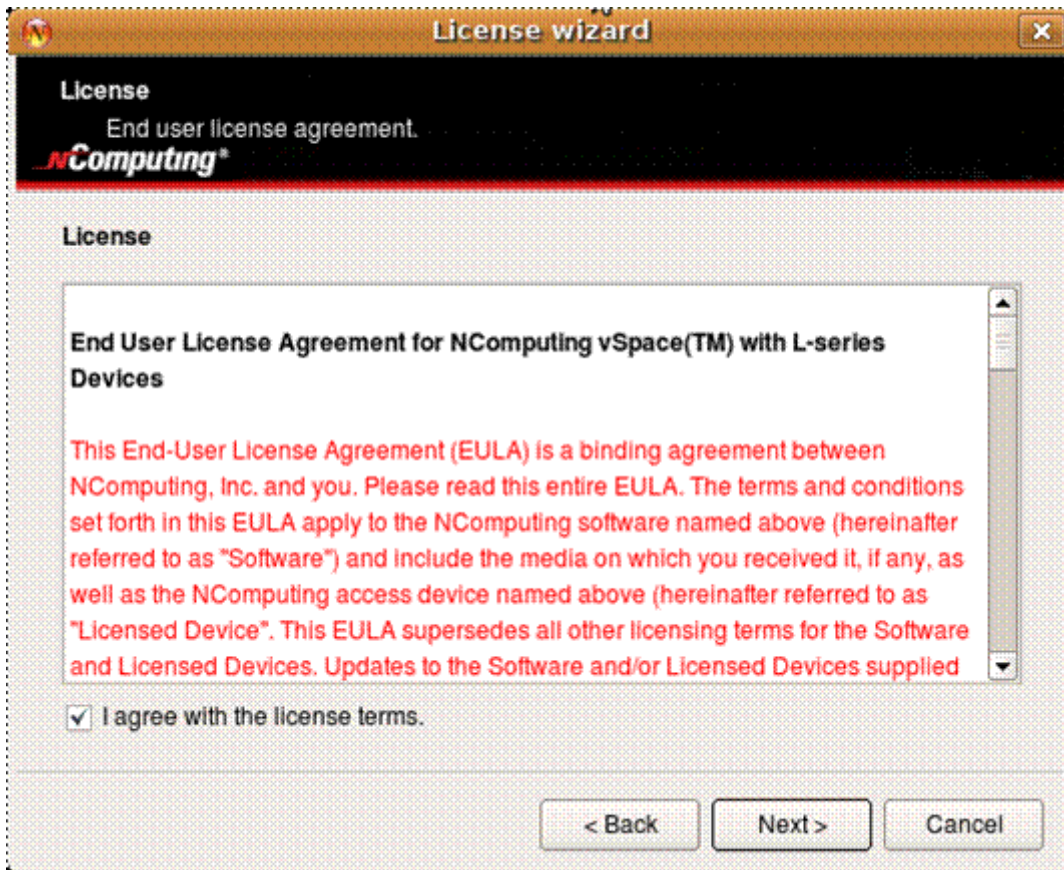 License wizard
License
End user license agreement.
NComputing®
License
End User License Agreement for NComputing vSpace(TM) with L-series
Devices
This End-User License Agreement (EULA) is a binding agreement between
NComputing, Inc. and you. Please read this entire EULA. The terms and conditions
set forth in this EULA apply to the NComputing software named above (hereinafter
referred to as "Software") and include the media on which you received it, if any, as
well as the NComputing access device named above (hereinafter referred to as
"Licensed Device". This EULA supersedes all other licensing terms for the Software
and Licensed Devices. Updates to the Software and/or Licensed Devices supplied
I agree with the license terms.
< Back Next > Cancel